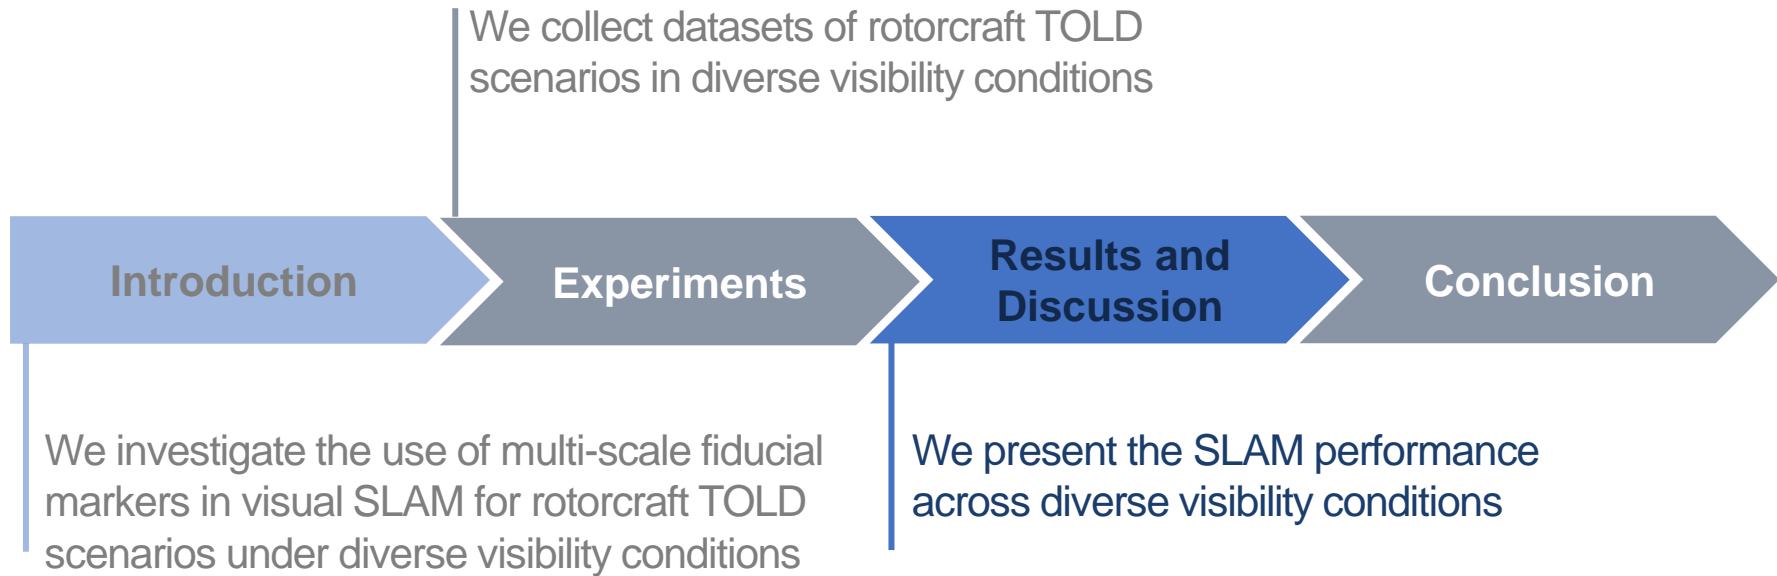 We collect datasets of rotorcraft TOLD
scenarios in diverse visibility conditions
Introduction
Experiments
Results and
Discussion
Conclusion
We investigate the use of multi-scale fiducial
markers in visual SLAM for rotorcraft TOLD
scenarios under diverse visibility conditions
We present the SLAM performance
across diverse visibility conditions